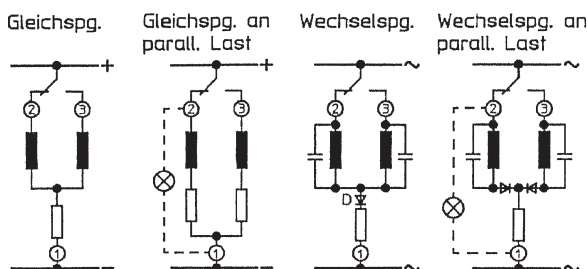 Gleichspg.
Gleichspg. an
parall. Last
Wechselspg.
Wechselspg. an
parall. Last
+ + ~ ~
2 3 2 3 2 3 2 3
D
1 1 1 1
− − ~ ~